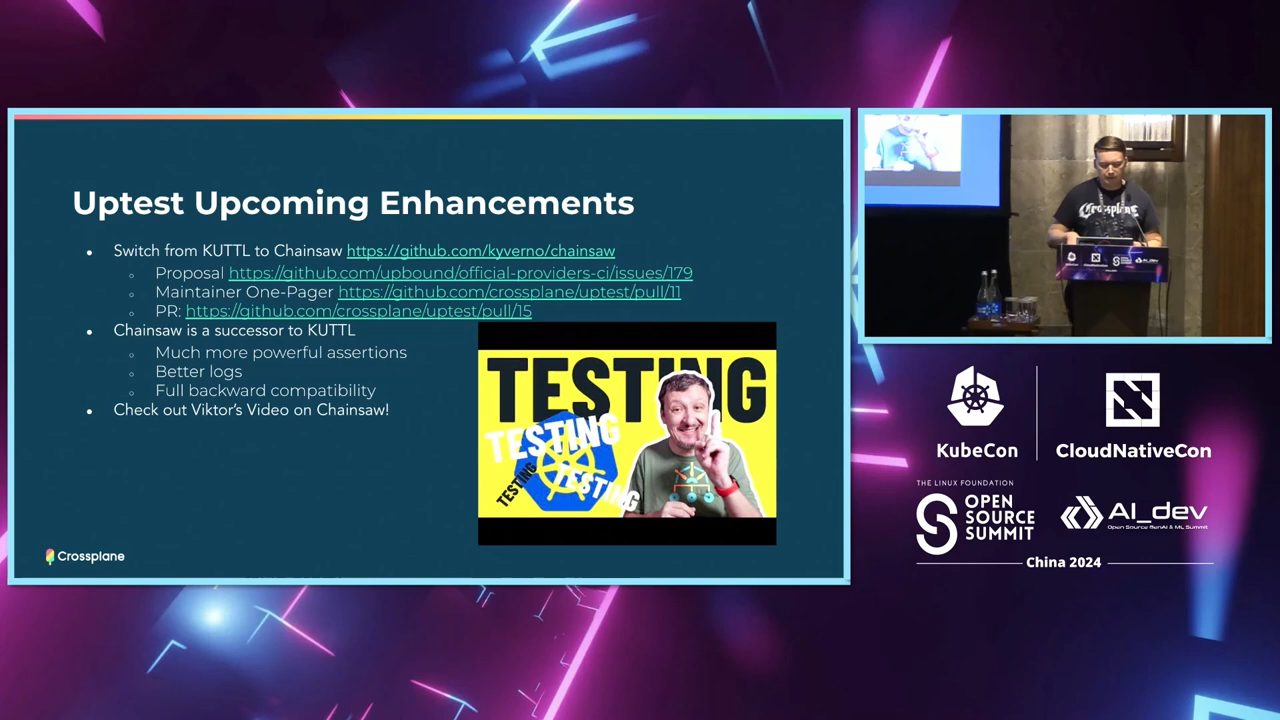 Uptest Upcoming Enhancements
Switch from KUTTL to Chainsaw https://github.com/kyverno/chainsaw
Proposal https://github.com/upbound/official-providers-ci/issues/179
Maintainer One-Pager https://github.com/crossplane/uptest/pull/11
PR: https://github.com/crossplane/uptest/pull/15
Chainsaw is a successor to KUTTL
Much more powerful assertions
Better logs
Full backward compatibility
Check out Viktor's Video on Chainsaw!
TESTING
TESTING
TESTING
TESTING
Crossplane
Crossplane
KubeCon
CloudNativeCon
THE LINUX FOUNDATION
OPEN
SOURCE
SUMMIT
AI_dev
Open Source GenAI & ML Summit
China 2024